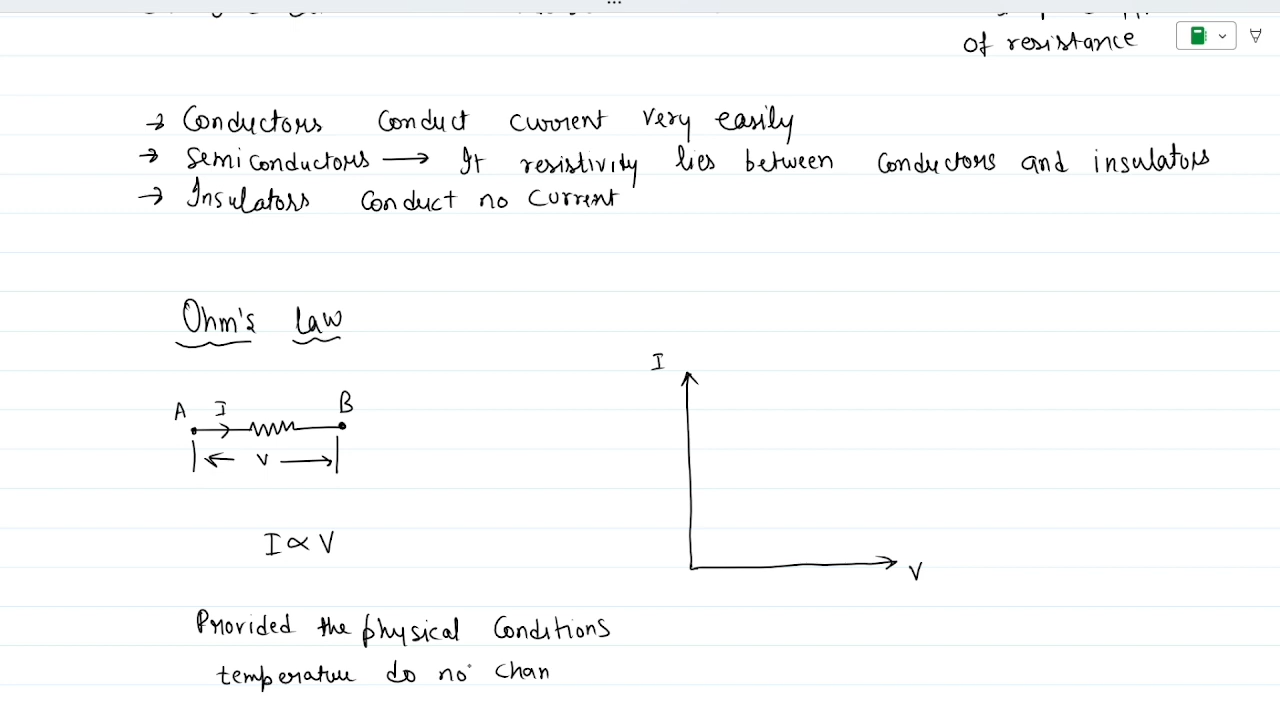 of resistance
→ Conductors conduct current very easily
→ Semiconductors → It resistivity lies between conductors and insulators
→ Insulators conduct no current
Ohm's law
I
A I B
V
I ∝ V
V
Provided the physical conditions
temperature do no chan